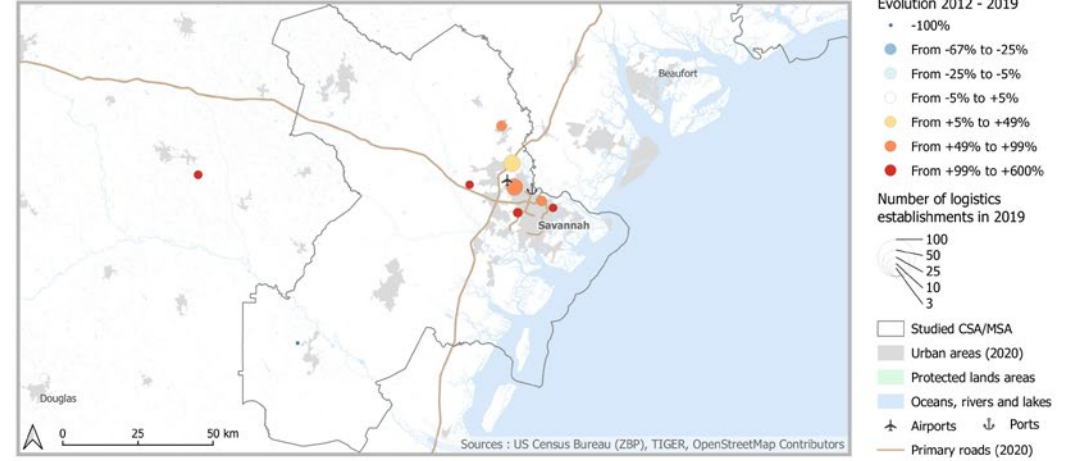 Beaufort
Savannah
Douglas
0 25 50 km
Sources : US Census Bureau (ZBP), TIGER, OpenStreetMap Contributors
Evolution 2012 - 2019
-100%
From -67% to -25%
From -25% to -5%
From -5% to +5%
From +5% to +49%
From +49% to +99%
From +99% to +600%
Number of logistics
establishments in 2019
100
50
25
10
3
Studied CSA/MSA
Urban areas (2020)
Protected lands areas
Oceans, rivers and lakes
Airports Ports
Primary roads (2020)